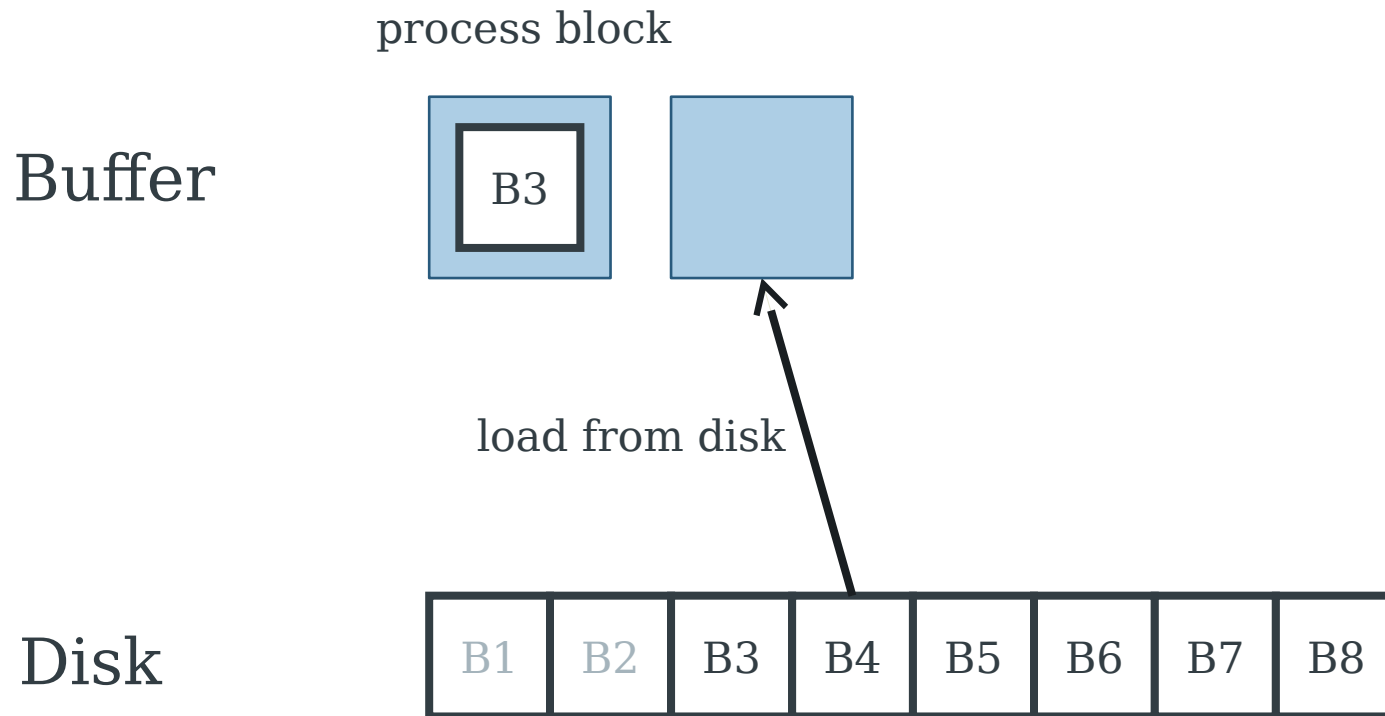 process block
Buffer
B3
load from disk
Disk
B1 B2 B3 B4 B5 B6 B7 B8